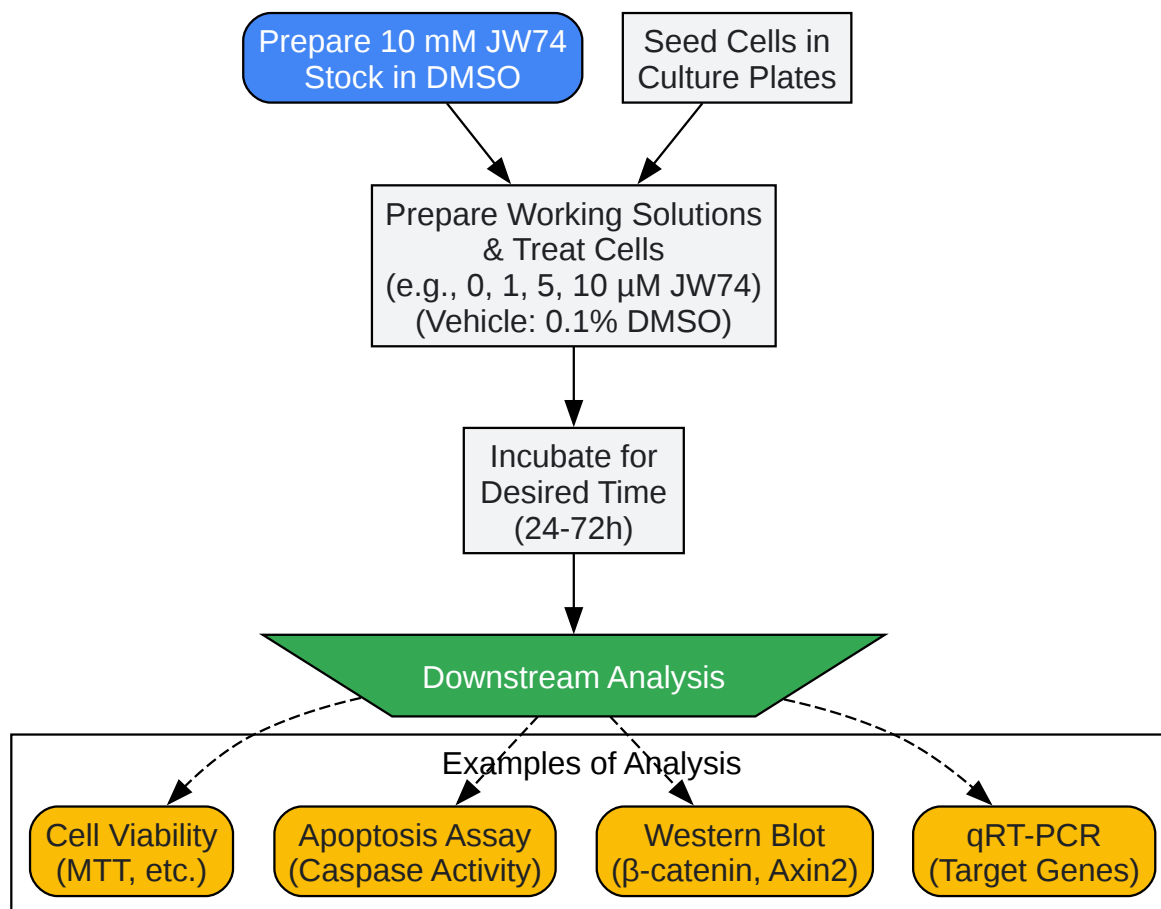 Prepare 10 mM JW74
Stock in DMSO
Seed Cells in
Culture Plates
Prepare Working Solutions
& Treat Cells
(e.g., 0, 1, 5, 10 µM JW74)
(Vehicle: 0.1% DMSO)
Incubate for
Desired Time
(24-72h)
Downstream Analysis
Examples of Analysis
Cell Viability
(MTT, etc.)
Apoptosis Assay
(Caspase Activity)
Western Blot
(β-catenin, Axin2)
qRT-PCR
(Target Genes)